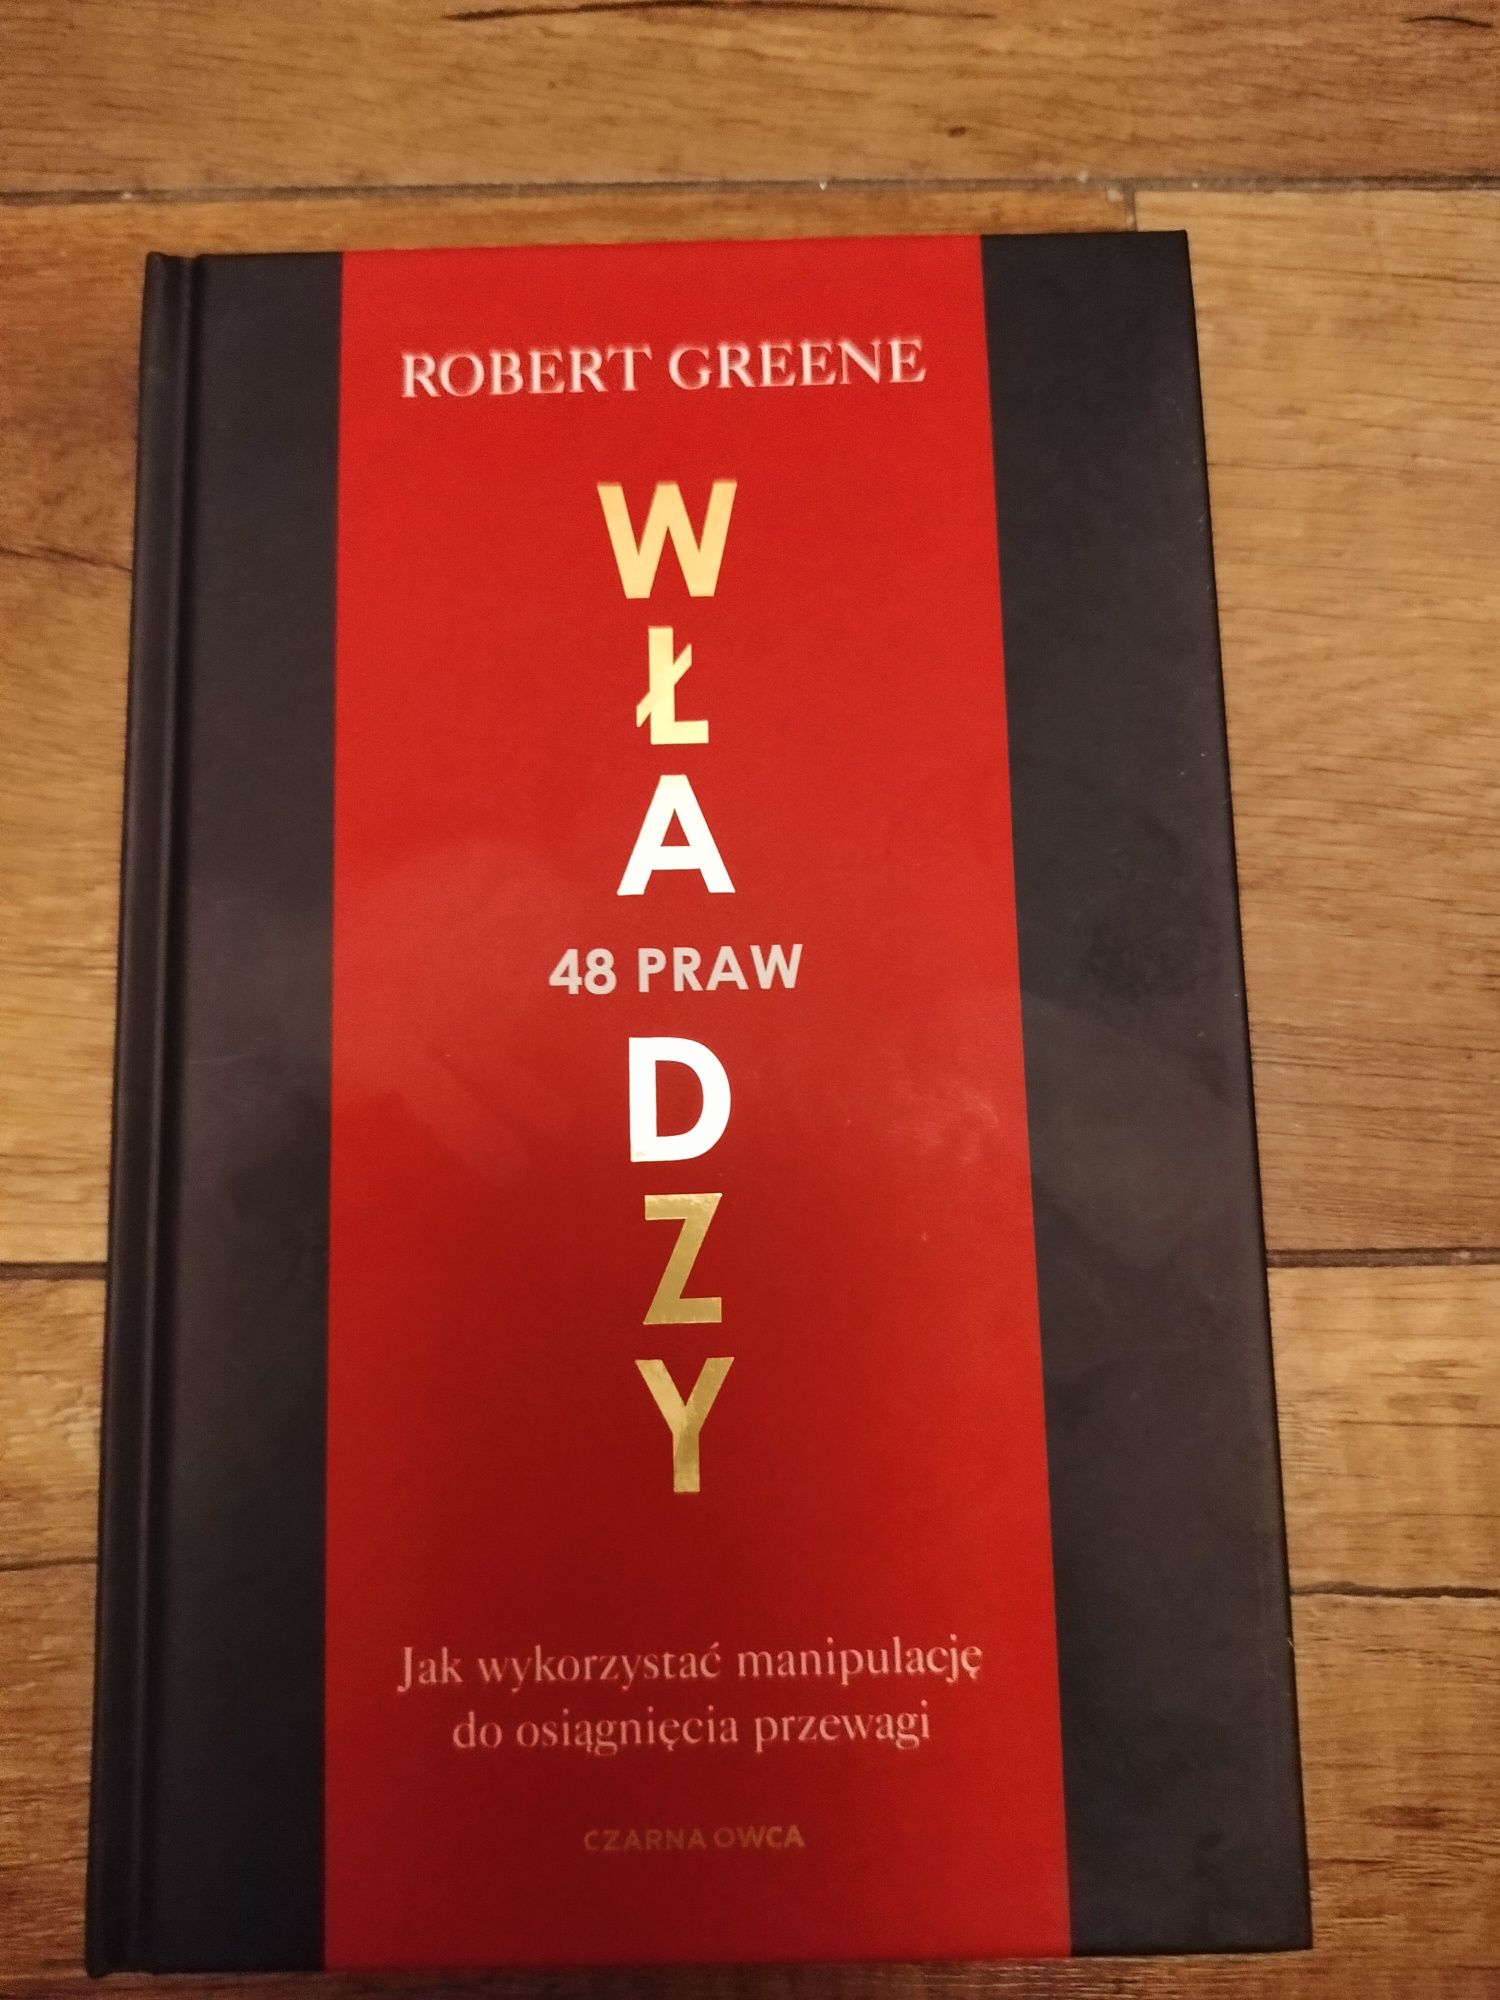 ROBERT GREENE
W
Ł
A
48 PRAW
D
Z
Y
Jak wykorzystać manipulację
do osiągnięcia przewagi
CZARNA OWCA